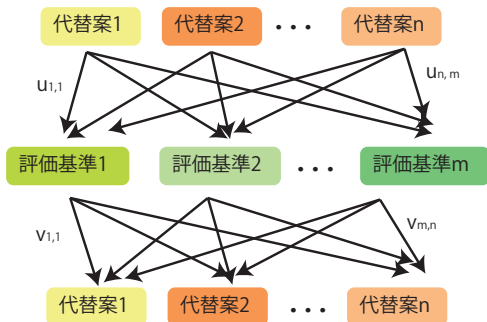 代替案1 代替案2 ・・・ 代替案n
u1,1 un,m
評価基準1 評価基準2 ・・・ 評価基準m
v1,1 vm,n
代替案1 代替案2 ・・・ 代替案n